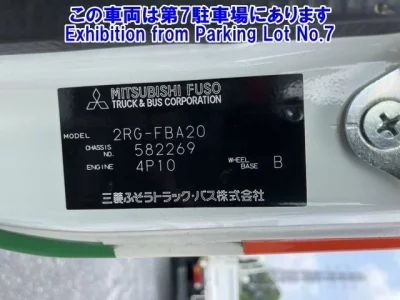 この車両は第7駐車場にあります
Exhibition from Parking Lot No.7
MITSUBISHI FUSO
TRUCK & BUS CORPORATION
MODEL 2RG-FBA20
CHASSIS NO. 582269
ENGINE 4P10 WHEEL BASE B
三菱ふそうトラック・バス株式会社